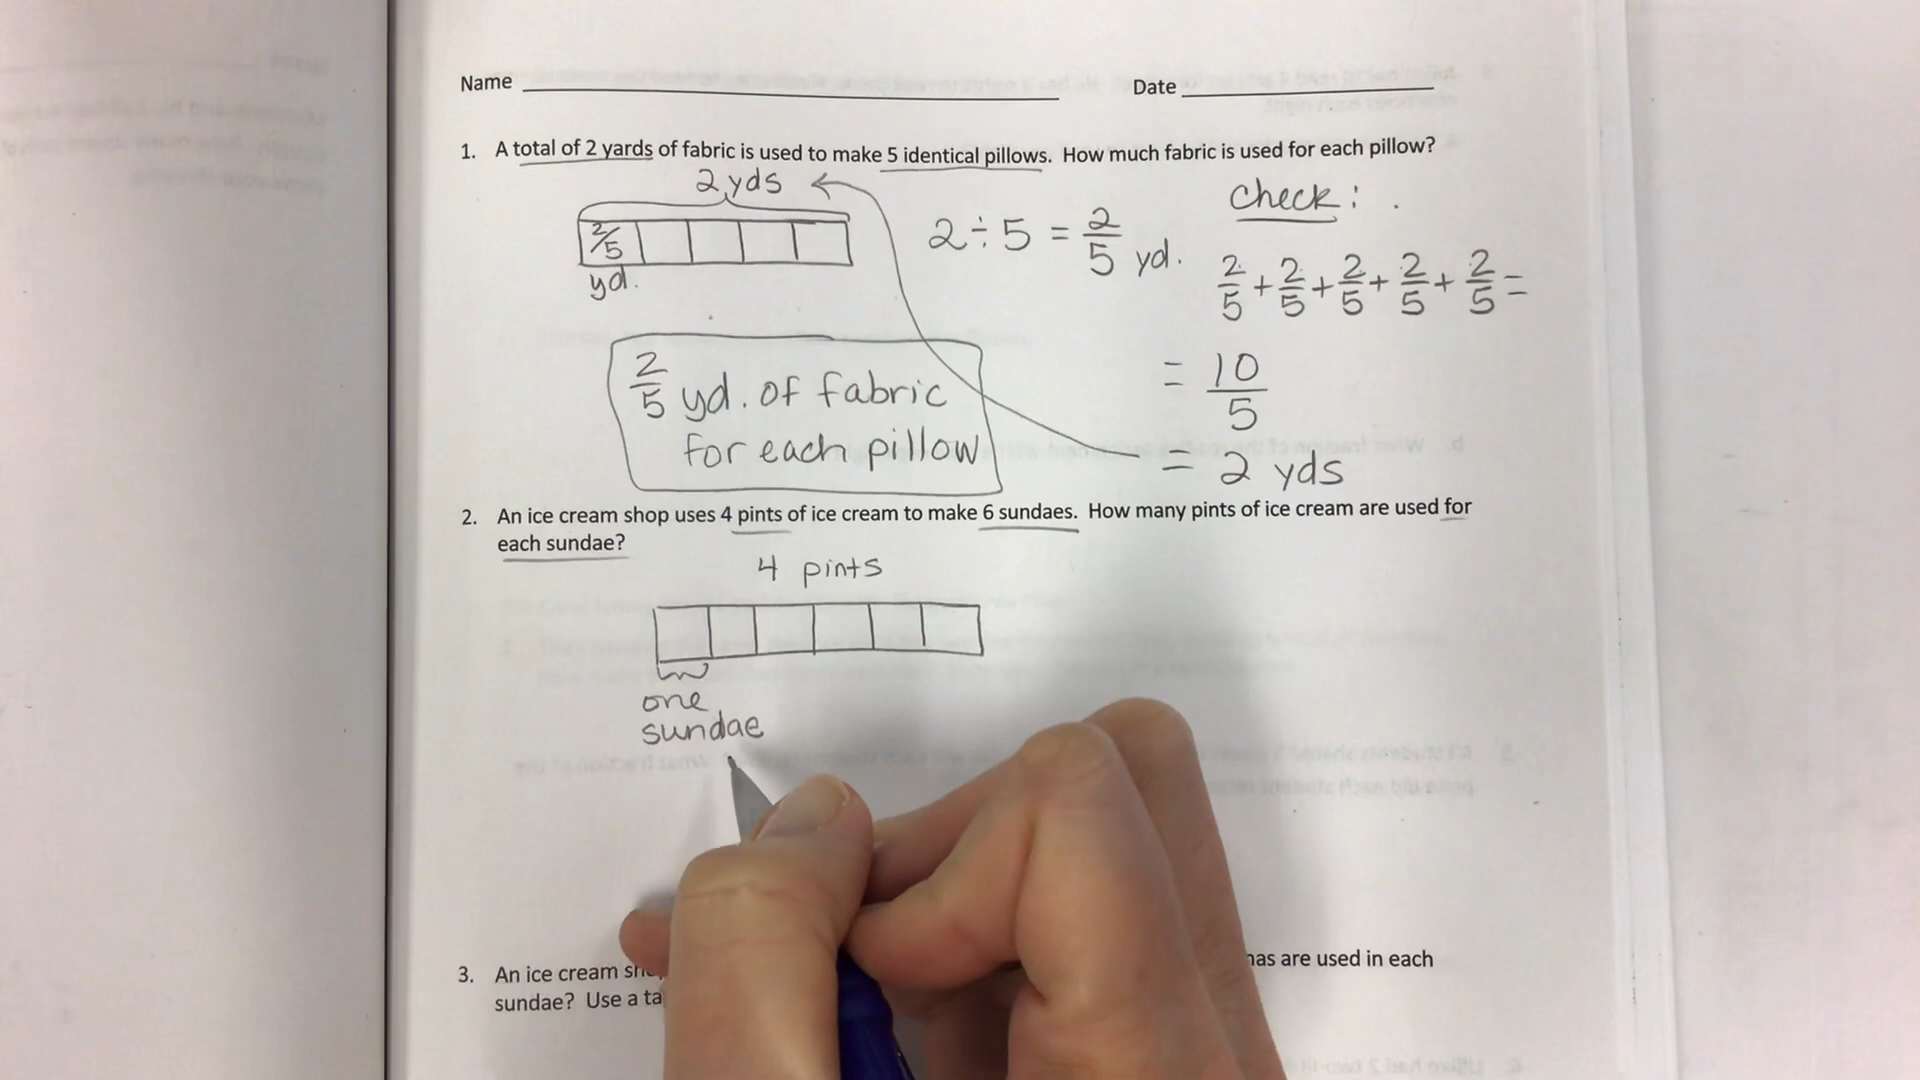 Name Date
1. A total of 2 yards of fabric is used to make 5 identical pillows. How much fabric is used for each pillow?
2 yds
2/5
yd.
2 ÷ 5 = 2/5 yd.
Check:
2/5 + 2/5 + 2/5 + 2/5 + 2/5 =
= 10/5
= 2 yds
2/5 yd. of fabric
for each pillow
2. An ice cream shop uses 4 pints of ice cream to make 6 sundaes. How many pints of ice cream are used for
each sundae?
4 pints
one
sundae
3. An ice cream are used in each
sundae? Use a